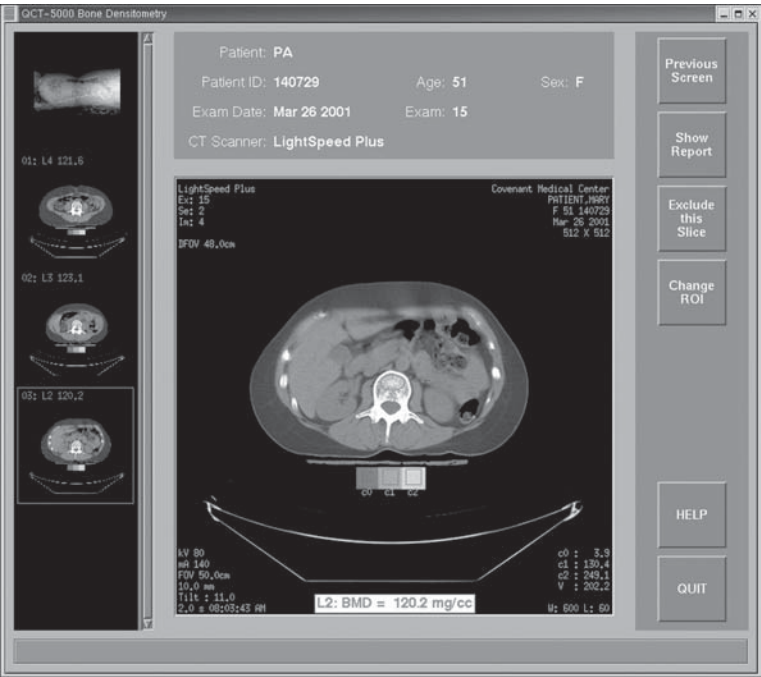 QCT-5000 Bone Densitometry
Patient: PA
Patient ID: 140729 Age: 51 Sex: F
Exam Date: Mar 26 2001 Exam: 15
CT Scanner: LightSpeed Plus
Previous
Screen
Show
Report
Exclude
this
Slice
Change
ROI
HELP
QUIT
01: L4 121.6
02: L3 123.1
03: L2 120.2
LightSpeed Plus
Ex: 15
Se: 2
Im: 4
DFOV 48.0cm
Covenant Medical Center
PATIENT,MARY
F 51 140729
Mar 26 2001
512 X 512
c0 c1 c2
kV 80
mA 140
FOV 50.0cm
10.0 mm
Tilt : 11.0
2.0 s 08:03:43 AM
L2: BMD = 120.2 mg/cc
c0 : 3.9
c1 : 130.4
c2 : 249.1
V : 202.2
W: 600 L: 60